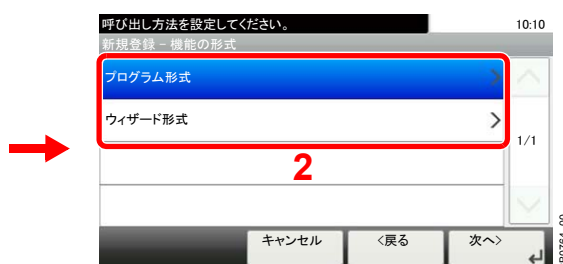 呼び出し方法を設定してください。 10:10
新規登録 - 機能の形式
プログラム形式
ウィザード形式
1/1
2
キャンセル <戻る 次へ>
B0764_00